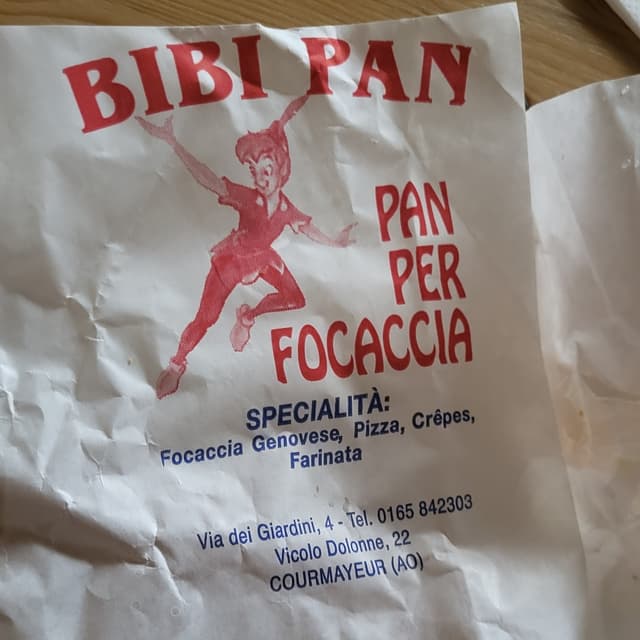 BIBI PAN
PAN
PER
FOCACCIA
SPECIALITÀ:
Focaccia Genovese, Pizza, Crêpes,
Farinata
Via dei Giardini, 4 - Tel. 0165 842303
Vicolo Dolonne, 22
COURMAYEUR (AO)